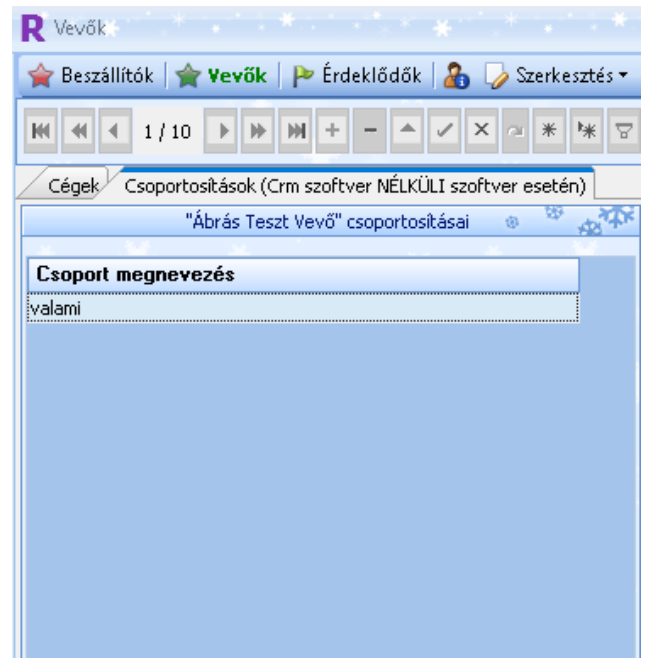 R Vevők
Beszállítók Vevők Érdeklődők Szerkesztés
1 / 10
Cégek Csoportosítások (Crm szoftver NÉLKÜLI szoftver esetén)
"Ábrás Teszt Vevő" csoportosításai
Csoport megnevezés
valami